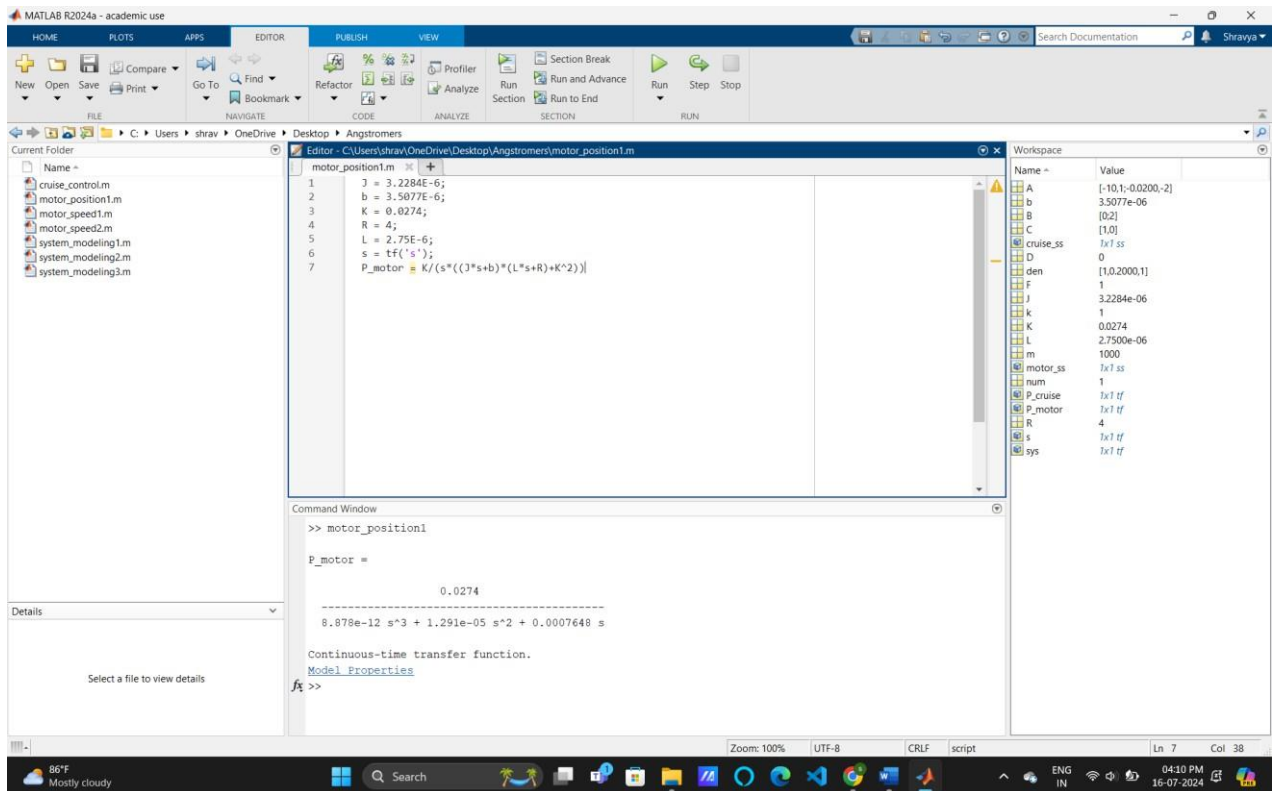 MATLAB R2024a - academic use
HOME PLOTS APPS EDITOR PUBLISH VIEW
Search Documentation Shravya
New Open Save Compare Print
Go To Find Bookmark
Refactor
Profiler Analyze
Run Section Section Break Run and Advance Run to End
Run Step Stop
FILE NAVIGATE CODE ANALYZE SECTION RUN
C: Users shrav OneDrive Desktop Angstromers
Current Folder
Name
cruise_control.m
motor_position1.m
motor_speed1.m
motor_speed2.m
system_modeling1.m
system_modeling2.m
system_modeling3.m
Details
Select a file to view details
Editor - C:\Users\shrav\OneDrive\Desktop\Angstromers\motor_position1.m
motor_position1.m +
1 J = 3.2284E-6;
2 b = 3.5077E-6;
3 K = 0.0274;
4 R = 4;
5 L = 2.75E-6;
6 s = tf('s');
7 P_motor = K/(s*((J*s+b)*(L*s+R)+K^2))
Command Window
>> motor_position1
P_motor =
0.0274
---------------------------------------------
8.878e-12 s^3 + 1.291e-05 s^2 + 0.0007648 s
Continuous-time transfer function.
Model Properties
fx >>
Workspace
Name Value
A [-10,1;-0.0200,-2]
b 3.5077e-06
B [0;2]
C [1,0]
cruise_ss 1x1 ss
D 0
den [1,0.2000,1]
F 1
J 3.2284e-06
k 1
K 0.0274
L 2.7500e-06
m 1000
motor_ss 1x1 ss
num 1
P_cruise 1x1 tf
P_motor 1x1 tf
R 4
s 1x1 tf
sys 1x1 tf
Zoom: 100% UTF-8 CRLF script Ln 7 Col 38
86°F
Mostly cloudy
Search
ENG
IN
04:10 PM
16-07-2024